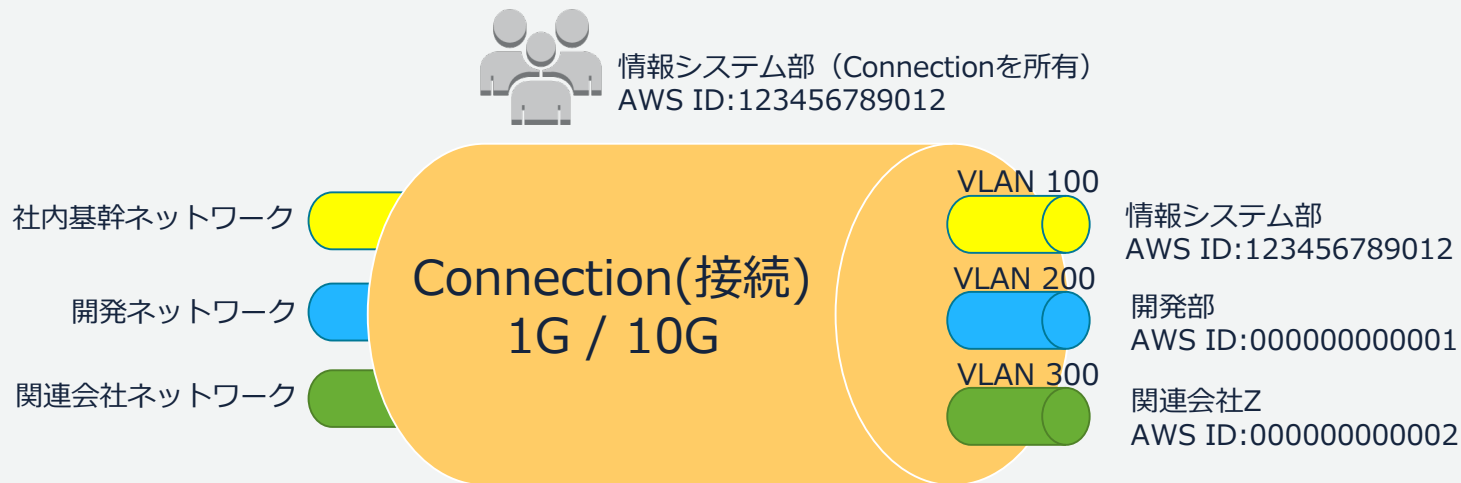 情報システム部（Connectionを所有）
AWS ID:123456789012
社内基幹ネットワーク
開発ネットワーク
関連会社ネットワーク
Connection(接続)
1G / 10G
VLAN 100
情報システム部
AWS ID:123456789012
VLAN 200
開発部
AWS ID:000000000001
VLAN 300
関連会社Z
AWS ID:000000000002